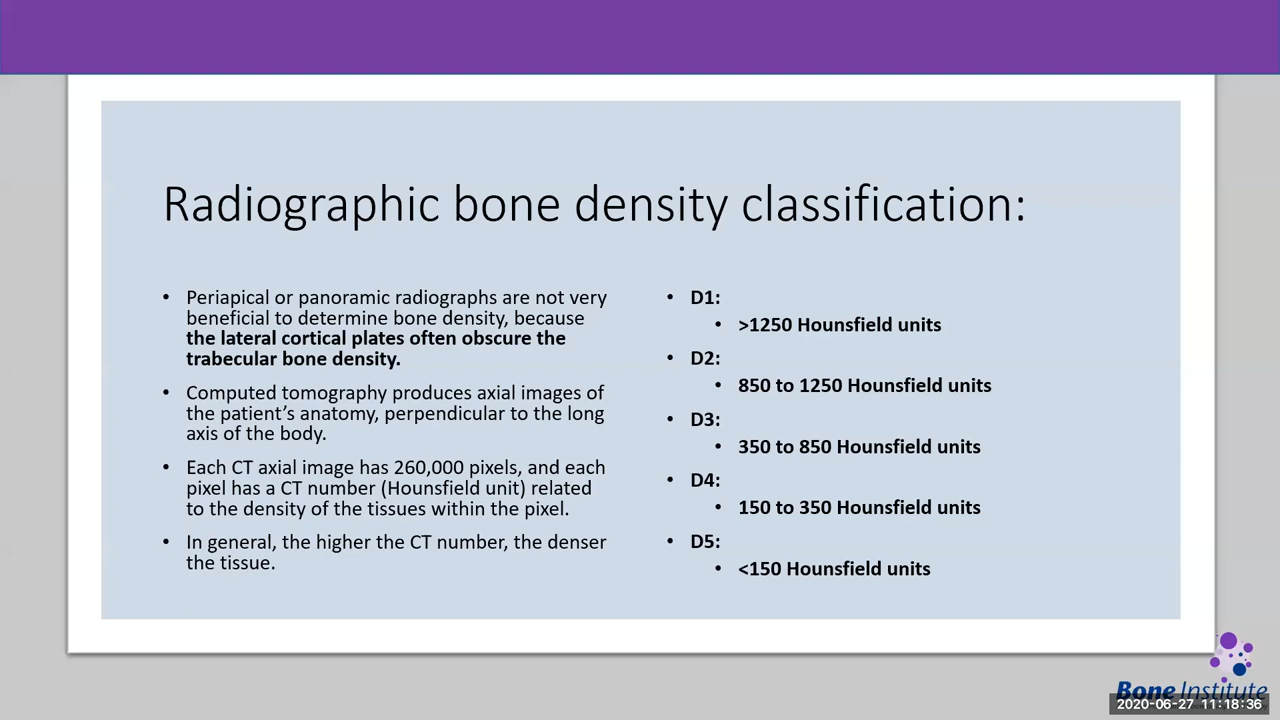 Radiographic bone density classification:
• Periapical or panoramic radiographs are not very
beneficial to determine bone density, because
the lateral cortical plates often obscure the
trabecular bone density.
• Computed tomography produces axial images of
the patient’s anatomy, perpendicular to the long
axis of the body.
• Each CT axial image has 260,000 pixels, and each
pixel has a CT number (Hounsfield unit) related
to the density of the tissues within the pixel.
• In general, the higher the CT number, the denser
the tissue.
• D1:
• >1250 Hounsfield units
• D2:
• 850 to 1250 Hounsfield units
• D3:
• 350 to 850 Hounsfield units
• D4:
• 150 to 350 Hounsfield units
• D5:
• <150 Hounsfield units
Bone Institute
2020-06-27 11:18:36